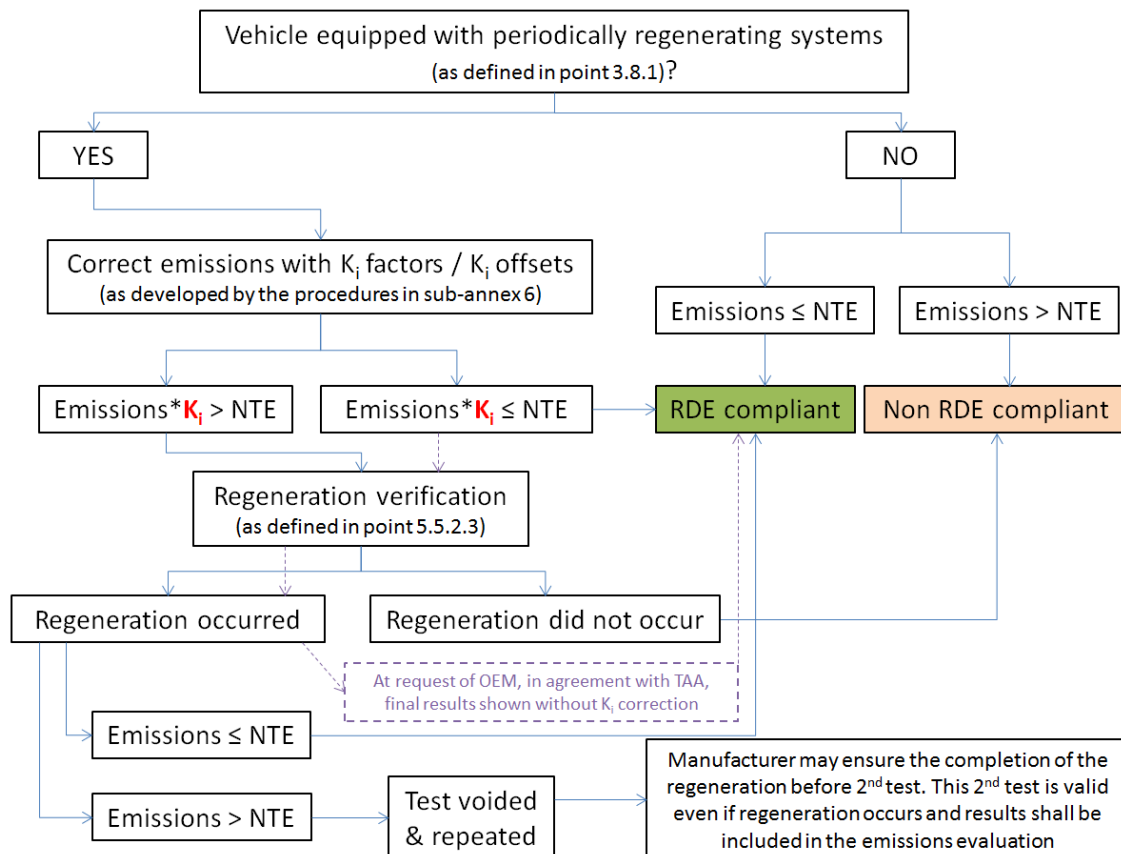 Vehicle equipped with periodically regenerating systems
(as defined in point 3.8.1)?
YES
NO
Correct emissions with Ki factors / Ki offsets
(as developed by the procedures in sub-annex 6)
Emissions ≤ NTE
Emissions > NTE
Emissions*Ki > NTE
Emissions*Ki ≤ NTE
RDE compliant
Non RDE compliant
Regeneration verification
(as defined in point 5.5.2.3)
Regeneration occurred
Regeneration did not occur
At request of OEM, in agreement with TAA,
final results shown without Ki correction
Emissions ≤ NTE
Emissions > NTE
Test voided
& repeated
Manufacturer may ensure the completion of the
regeneration before 2nd test. This 2nd test is valid
even if regeneration occurs and results shall be
included in the emissions evaluation